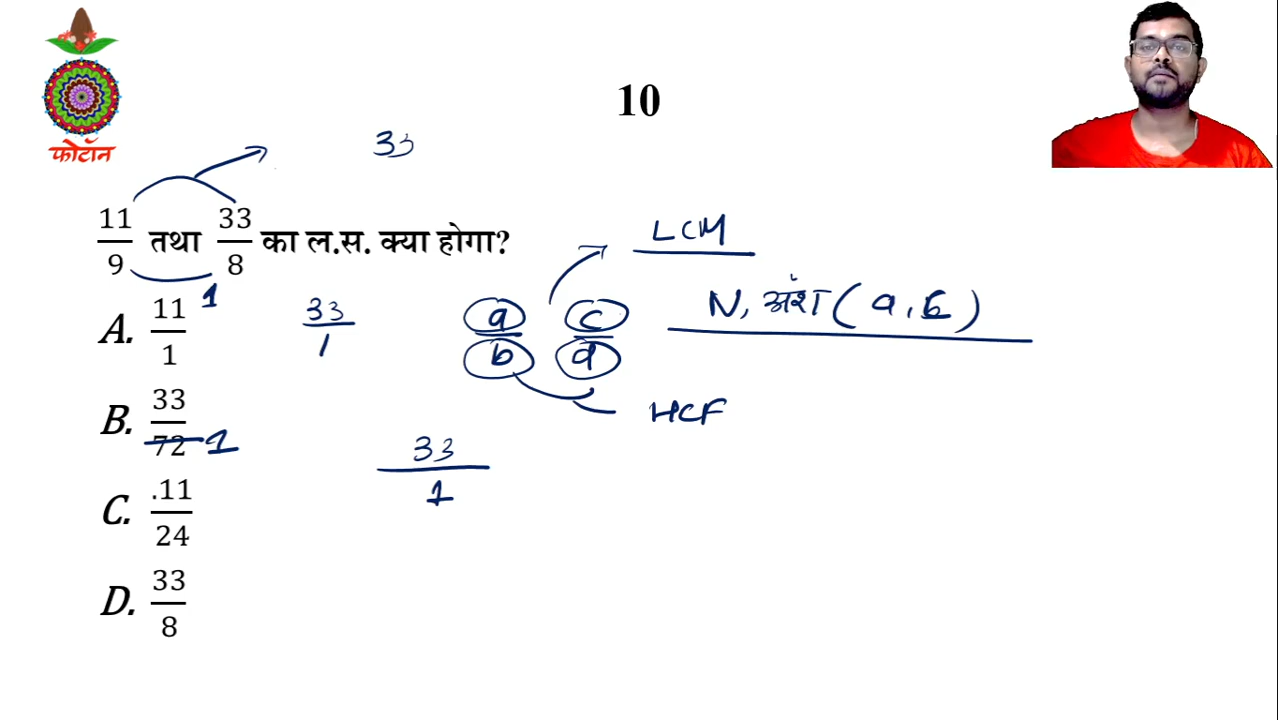 फोटॉन
10
33
11/9 तथा 33/8 का ल.स. क्या होगा?
1
LCM
A. 11/1
33/1
a/b c/d
N, अंश (a, c)
HCF
B. 33/72 1
33/1
C. .11/24
D. 33/8